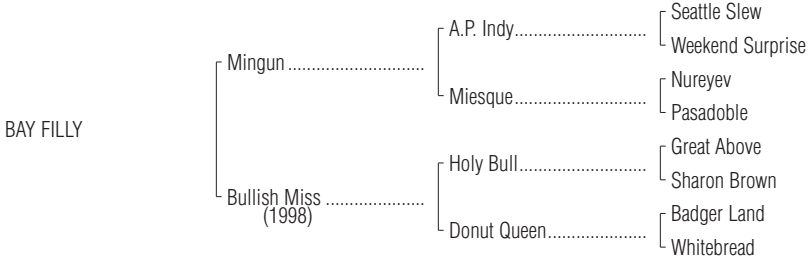 Seattle Slew
A.P. Indy............................
Weekend Surprise
Mingun .............................
Nureyev
Miesque............................
Pasadoble
BAY FILLY
Great Above
Holy Bull...........................
Sharon Brown
Bullish Miss .....................
(1998)
Badger Land
Donut Queen.....................
Whitebread